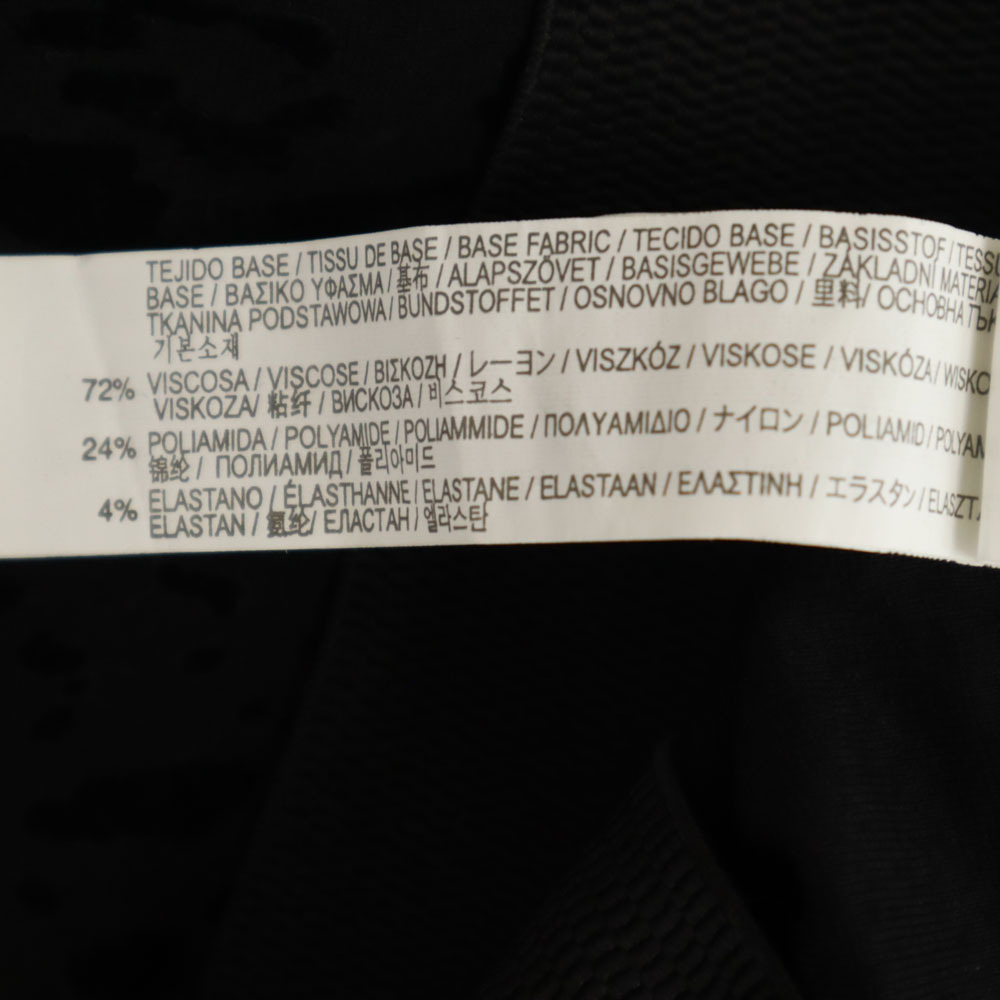 TEJIDO BASE / TISSU DE BASE / BASE FABRIC / TECIDO BASE / BASISSTOF / TESSU
BASE / ΒΑΣΙΚΟ ΥΦΑΣΜΑ / 基布 / ALAPSZÖVET / BASISGEWEBE / ZÁKLADNÍ MATERIÁ
TKANINA PODSTAWOWA / BUNDSTOFFET / OSNOVNO BLAGO / 里料 / ОСНОВНА ТЪК
기본소재
72% VISCOSA / VISCOSE / ΒΙΣΚΟΖΗ / レーヨン / VISZKÓZ / VISKOSE / VISKÓZA / WISKO
VISKOZA / 粘纤 / ВИСКОЗА / 비스코스
24% POLIAMIDA / POLYAMIDE / POLIAMMIDE / ΠΟΛΥΑΜΙΔΙΟ / ナイロン / POLIAMID / POLYAM
锦纶 / ПОЛИАМИД / 폴리아미드
4% ELASTANO / ÉLASTHANNE / ELASTANE / ELASTAAN / ΕΛΑΣΤΙΝΗ / エラスタン / ELASZT
ELASTAN / 氨纶 / ЕЛАСТАН / 엘라스탄